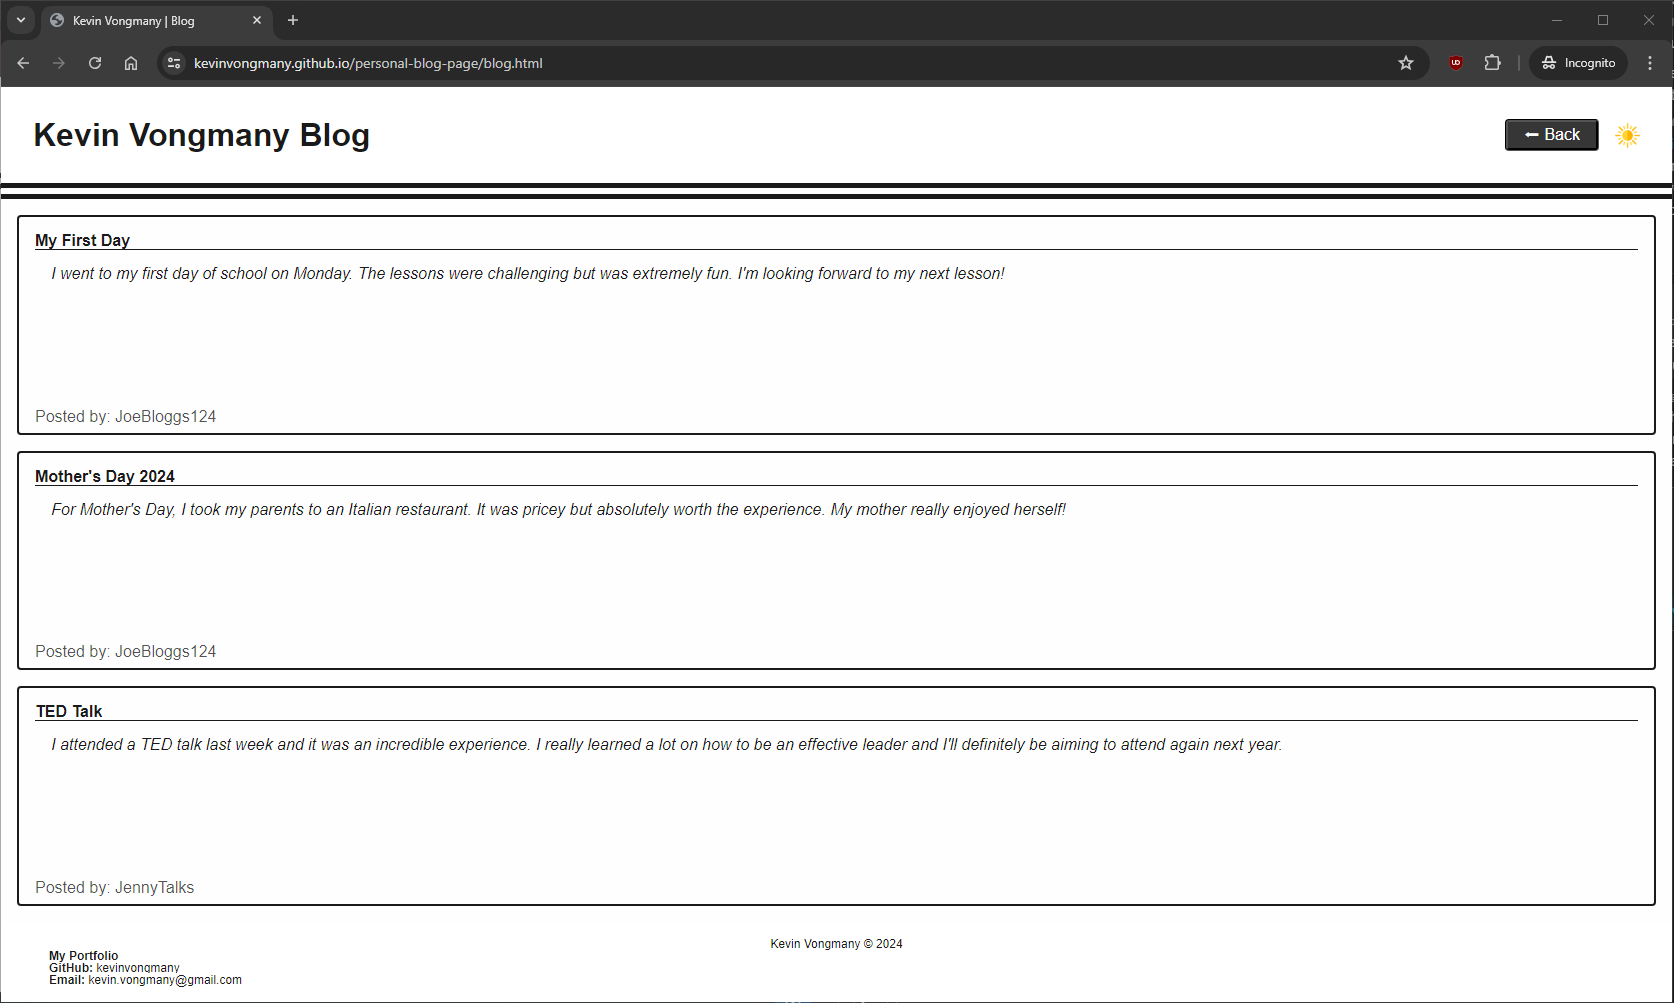 Kevin Vongmany | Blog
kevinvongmany.github.io/personal-blog-page/blog.html
Incognito
Kevin Vongmany Blog
← Back
My First Day
I went to my first day of school on Monday. The lessons were challenging but was extremely fun. I'm looking forward to my next lesson!
Posted by: JoeBloggs124
Mother's Day 2024
For Mother's Day, I took my parents to an Italian restaurant. It was pricey but absolutely worth the experience. My mother really enjoyed herself!
Posted by: JoeBloggs124
TED Talk
I attended a TED talk last week and it was an incredible experience. I really learned a lot on how to be an effective leader and I'll definitely be aiming to attend again next year.
Posted by: JennyTalks
Kevin Vongmany © 2024
My Portfolio
GitHub: kevinvongmany
Email: kevin.vongmany@gmail.com